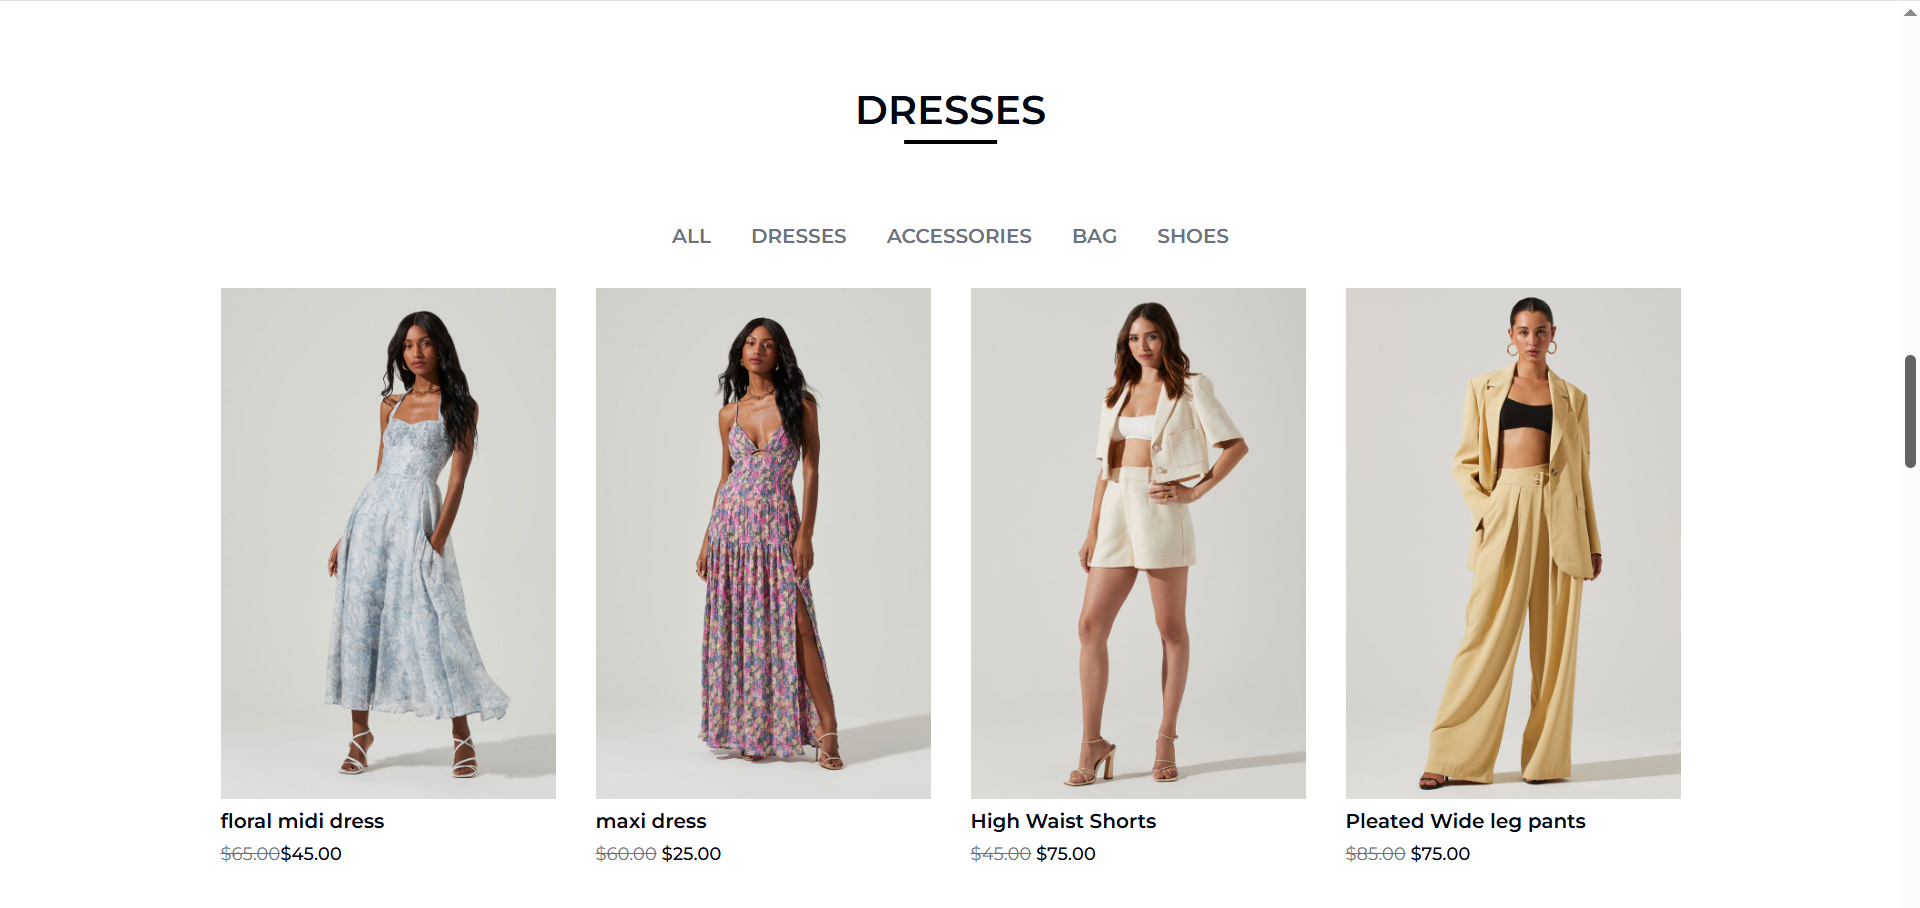 DRESSES
ALL DRESSES ACCESSORIES BAG SHOES
floral midi dress
$65.00$45.00
maxi dress
$60.00 $25.00
High Waist Shorts
$45.00 $75.00
Pleated Wide leg pants
$85.00 $75.00